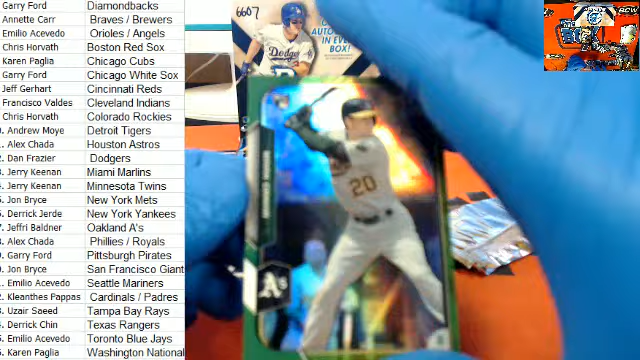 Garry Ford Diamondbacks
Annette Carr Braves / Brewers
Emilio Acevedo Orioles / Angels
Chris Horvath Boston Red Sox
Karen Paglia Chicago Cubs
Garry Ford Chicago White Sox
Jeff Gerhart Cincinnati Reds
Francisco Valdes Cleveland Indians
Chris Horvath Colorado Rockies
. Andrew Moye Detroit Tigers
. Alex Chada Houston Astros
. Dan Frazier Dodgers
. Jerry Keenan Miami Marlins
. Jerry Keenan Minnesota Twins
. Jon Bryce New York Mets
. Derrick Jerde New York Yankees
. Jeffri Baldner Oakland A's
. Alex Chada Phillies / Royals
. Garry Ford Pittsburgh Pirates
. Jon Bryce San Francisco Giant
. Emilio Acevedo Seattle Mariners
. Kleanthes Pappas Cardinals / Padres
. Uzair Saeed Tampa Bay Rays
. Derrick Chin Texas Rangers
. Emilio Acevedo Toronto Blue Jays
. Karen Paglia Washington National
6607
Dodgers
AUTO
IN EVE
BOX!
20
A's